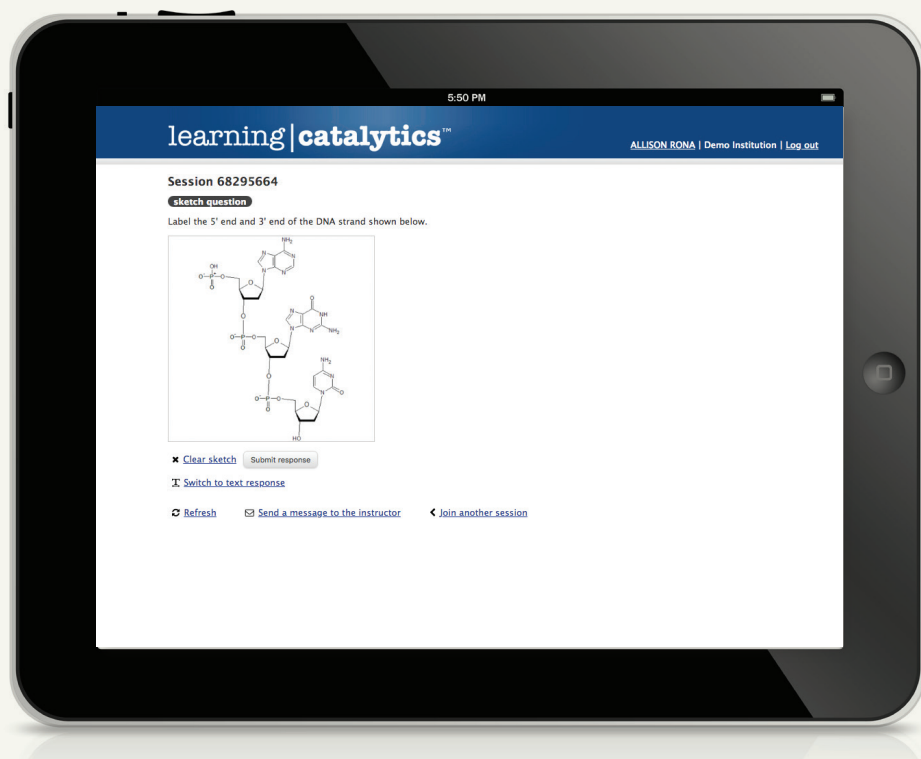 5:50 PM
learning|catalytics™
ALLISON RONA | Demo Institution | Log out
Session 68295664
sketch question
Label the 5' end and 3' end of the DNA strand shown below.
NH₂
N
N
N
N
OH
O⁻—P⁺—O
O
O
O
O
N
NH
N
N
NH₂
O⁻—P—O
O
O
O
NH₂
N
N
O
O⁻—P—O
O
O
HO
✖ Clear sketch Submit response
T Switch to text response
Refresh Send a message to the instructor Join another session